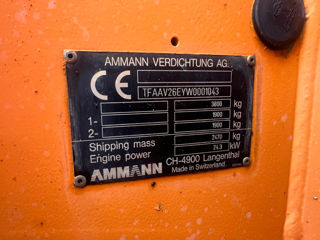 AMMANN VERDICHTUNG AG.
CE
TFAAV26EYW0001043
3800 kg
1- 1900 kg
2- 1900 kg
Shipping mass 2470 kg
Engine power 24.3 kW
AMMANN CH-4900 Langenthal
Made in Switzerland